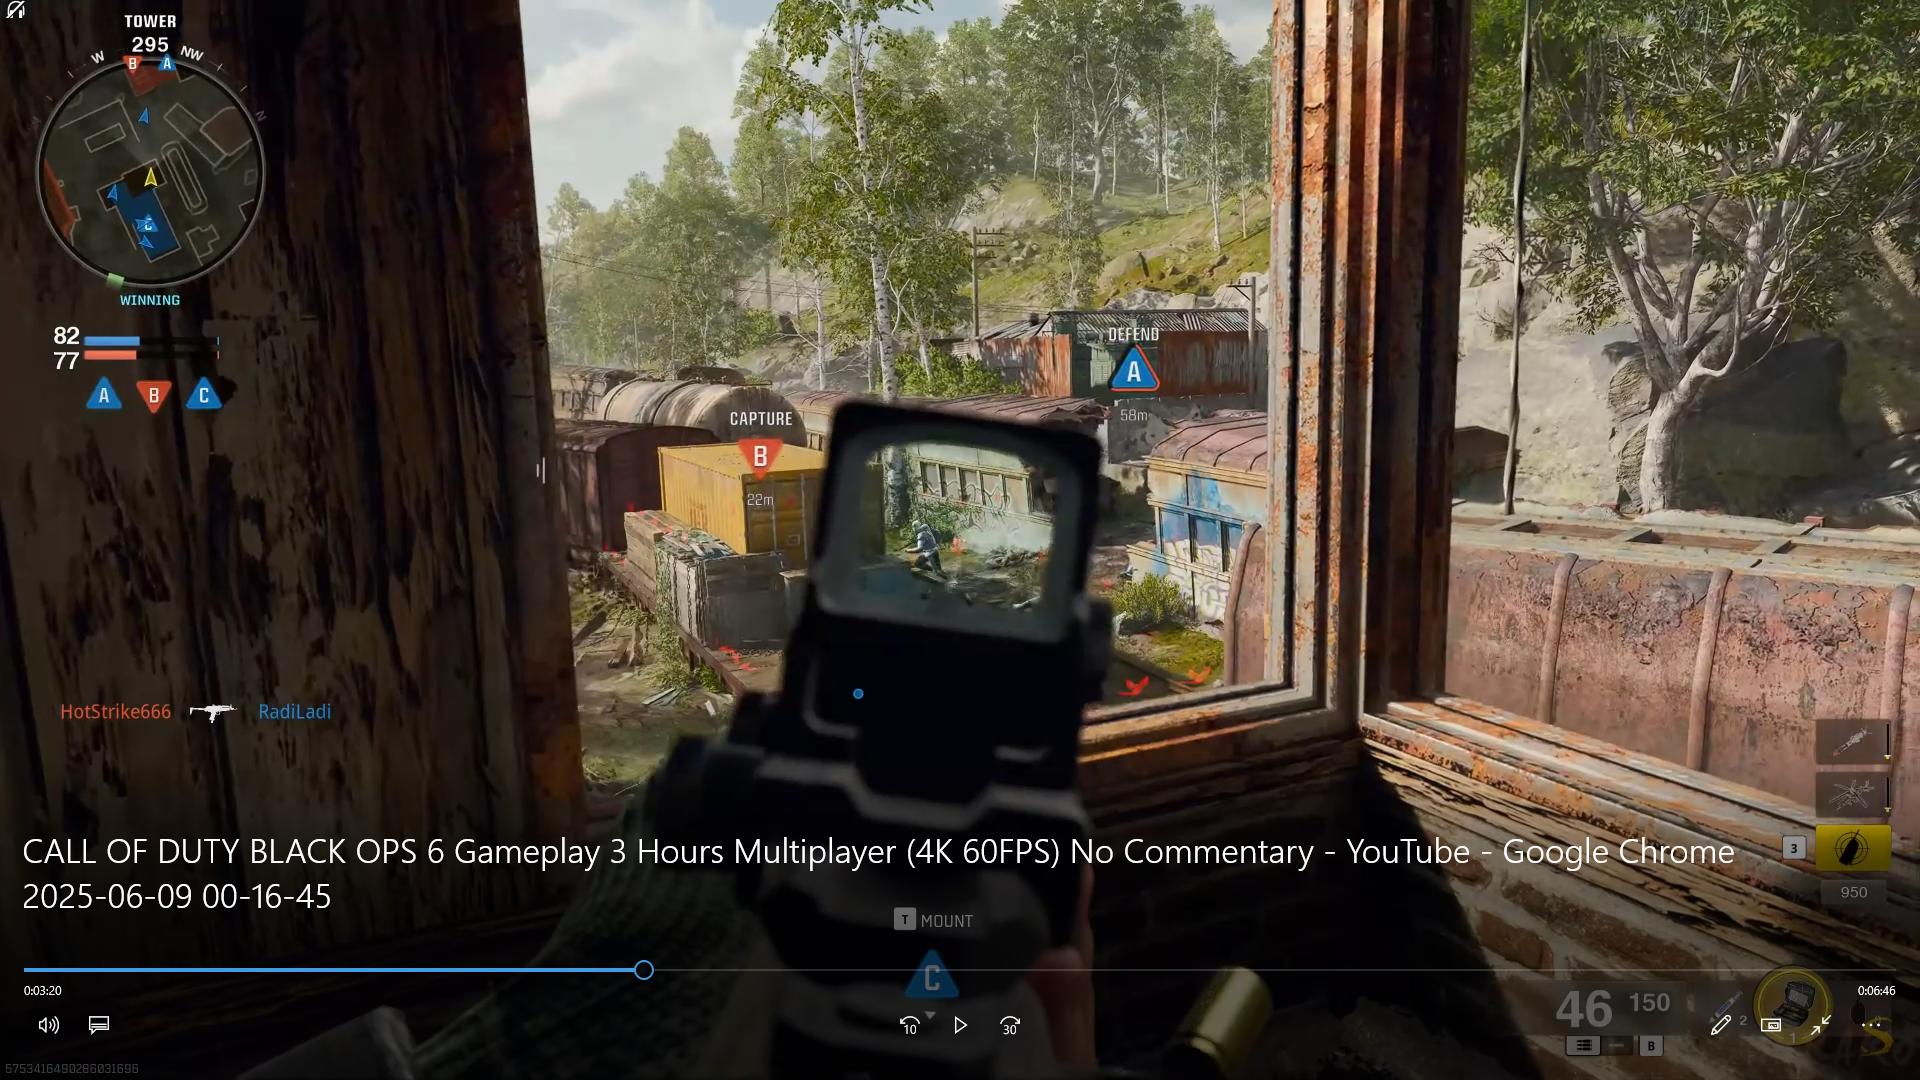 TOWER
295
W
NW
B
A
N
C
WINNING
82
77
A B C
DEFEND
A
58m
CAPTURE
B
22m
HotStrike666 RadiLadi
3
950
CALL OF DUTY BLACK OPS 6 Gameplay 3 Hours Multiplayer (4K 60FPS) No Commentary - YouTube - Google Chrome
2025-06-09 00-16-45
T MOUNT
C
0:03:20
0:06:46
46 150
2
10
30
B
1
5753416490286031696